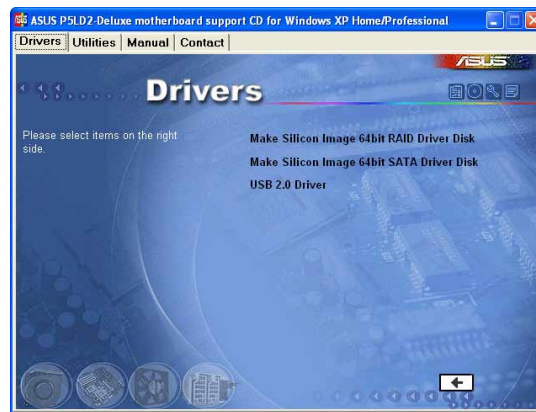 ASUS P5LD2-Deluxe motherboard support CD for Windows XP Home/Professional
Drivers Utilities Manual Contact
ASUS
Drivers
Please select items on the right
side.
Make Silicon Image 64bit RAID Driver Disk
Make Silicon Image 64bit SATA Driver Disk
USB 2.0 Driver